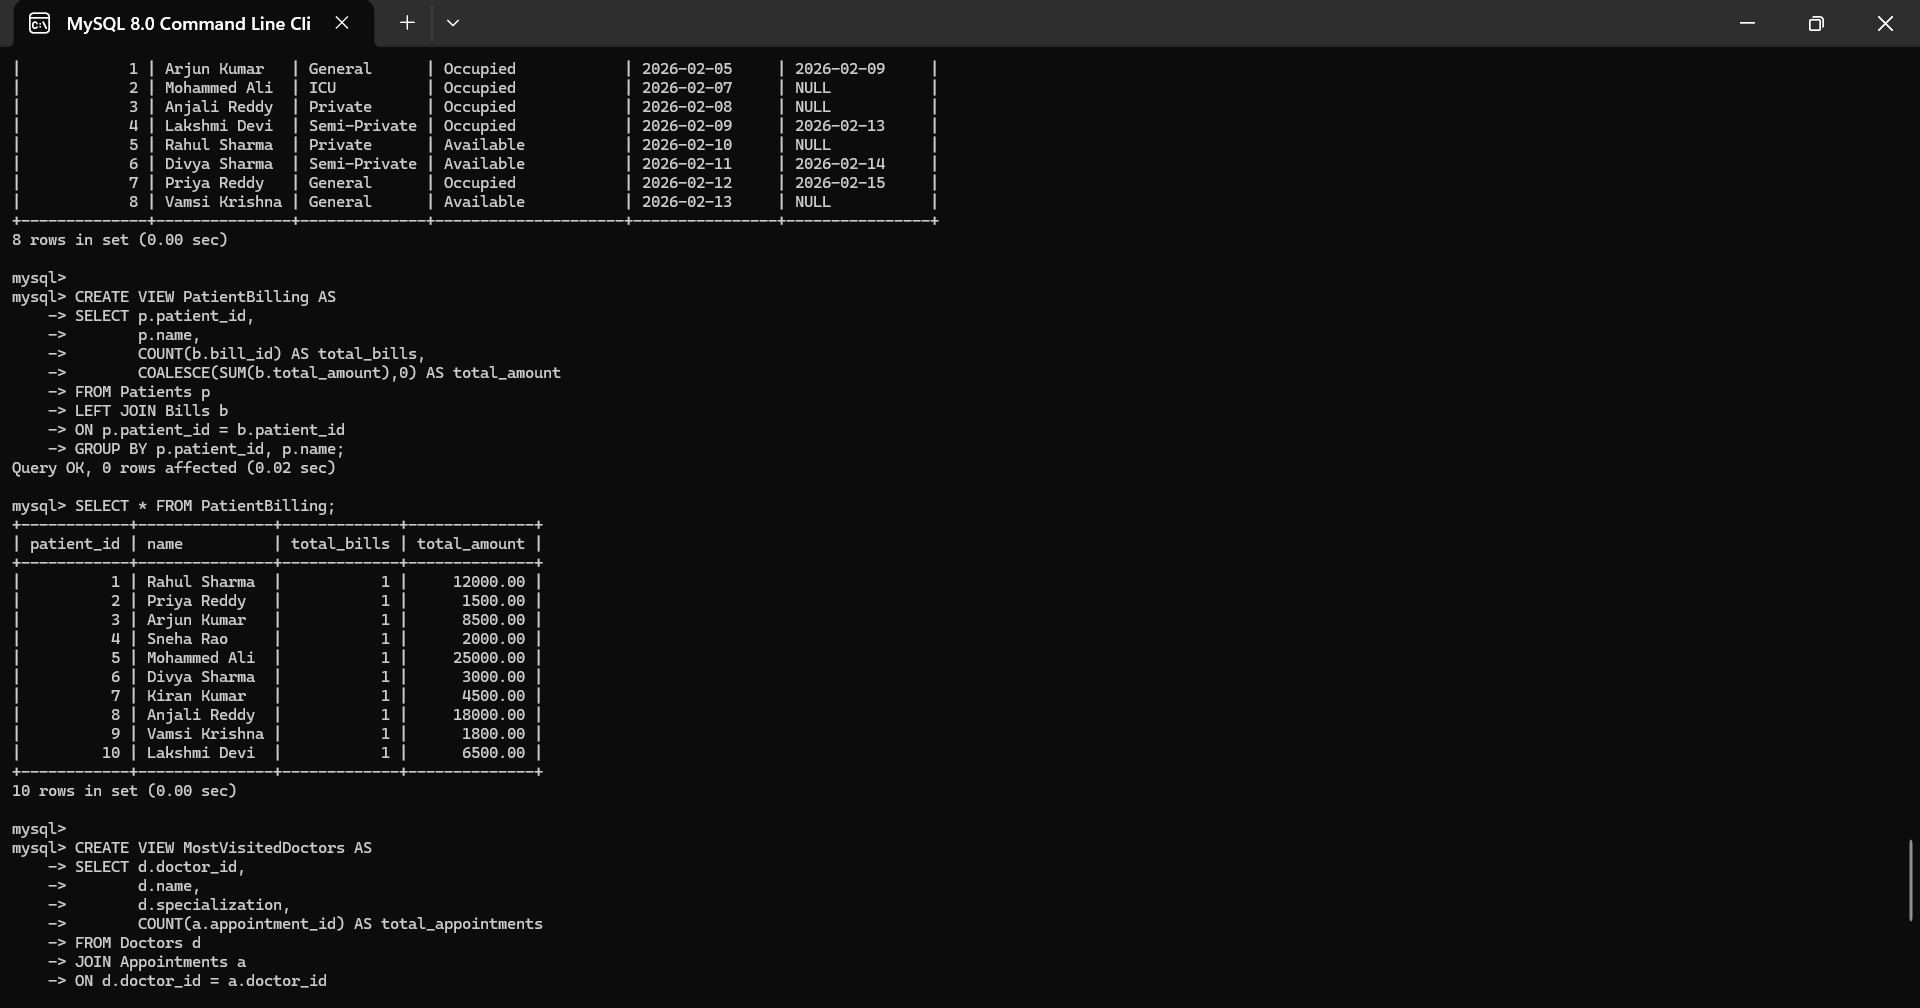 MySQL 8.0 Command Line Cli
|             1 | Arjun Kumar   | General     | Occupied            | 2026-02-05     | 2026-02-09     |
|             2 | Mohammed Ali  | ICU         | Occupied            | 2026-02-07     | NULL           |
|             3 | Anjali Reddy  | Private     | Occupied            | 2026-02-08     | NULL           |
|             4 | Lakshmi Devi  | Semi-Private | Occupied            | 2026-02-09     | 2026-02-13     |
|             5 | Rahul Sharma  | Private     | Available           | 2026-02-10     | NULL           |
|             6 | Divya Sharma  | Semi-Private | Available           | 2026-02-11     | 2026-02-14     |
|             7 | Priya Reddy   | General     | Occupied            | 2026-02-12     | 2026-02-15     |
|             8 | Vamsi Krishna | General     | Available           | 2026-02-13     | NULL           |
+--------------+---------------+--------------+---------------------+----------------+----------------+
8 rows in set (0.00 sec)
mysql>
mysql> CREATE VIEW PatientBilling AS
    -> SELECT p.patient_id,
    ->        p.name,
    ->        COUNT(b.bill_id) AS total_bills,
    ->        COALESCE(SUM(b.total_amount),0) AS total_amount
    -> FROM Patients p
    -> LEFT JOIN Bills b
    -> ON p.patient_id = b.patient_id
    -> GROUP BY p.patient_id, p.name;
Query OK, 0 rows affected (0.02 sec)
mysql> SELECT * FROM PatientBilling;
+------------+---------------+-------------+--------------+
| patient_id | name          | total_bills | total_amount |
+------------+---------------+-------------+--------------+
|          1 | Rahul Sharma  |           1 |     12000.00 |
|          2 | Priya Reddy   |           1 |      1500.00 |
|          3 | Arjun Kumar   |           1 |      8500.00 |
|          4 | Sneha Rao     |           1 |      2000.00 |
|          5 | Mohammed Ali  |           1 |     25000.00 |
|          6 | Divya Sharma  |           1 |      3000.00 |
|          7 | Kiran Kumar   |           1 |      4500.00 |
|          8 | Anjali Reddy  |           1 |     18000.00 |
|          9 | Vamsi Krishna |           1 |      1800.00 |
|         10 | Lakshmi Devi  |           1 |      6500.00 |
+------------+---------------+-------------+--------------+
10 rows in set (0.00 sec)
mysql>
mysql> CREATE VIEW MostVisitedDoctors AS
    -> SELECT d.doctor_id,
    ->        d.name,
    ->        d.specialization,
    ->        COUNT(a.appointment_id) AS total_appointments
    -> FROM Doctors d
    -> JOIN Appointments a
    -> ON d.doctor_id = a.doctor_id